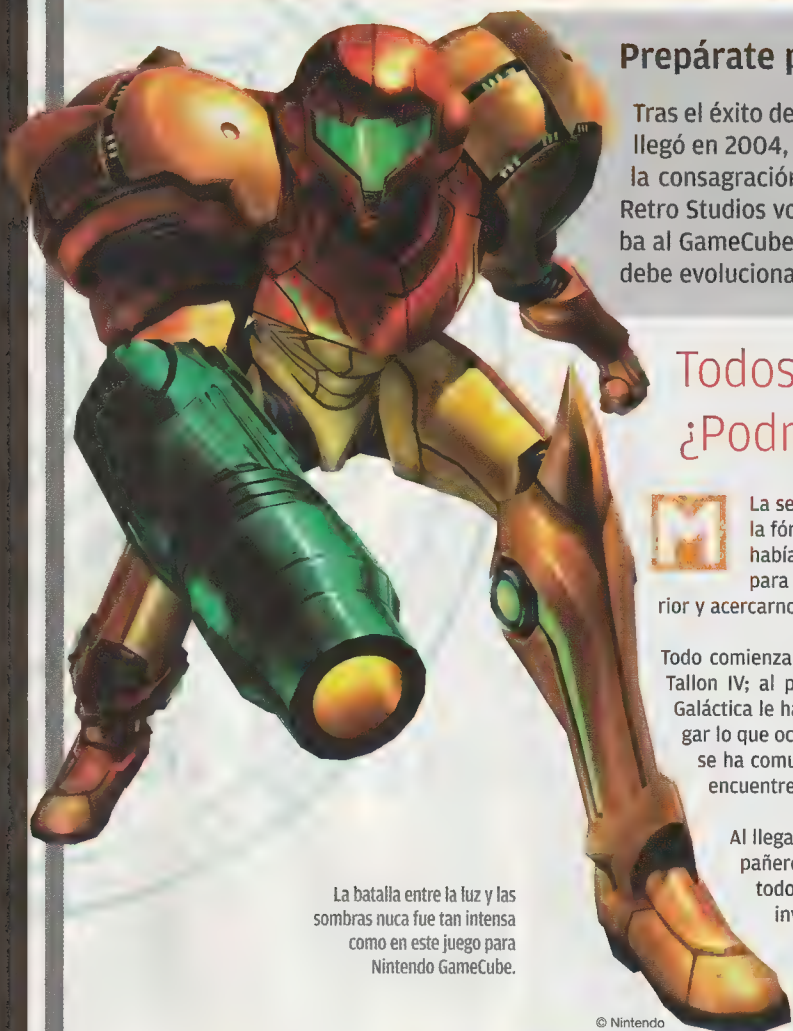 Prepárate p
Tras el éxito de
llegó en 2004,
la consagración
Retro Studios vo
ba al GameCube
debe evoluciona
Todos
¿Podr
M
La se
la fór
había
para
rior y acercarno
Todo comienza
Tallon IV; al p
Galáctica le ha
gar lo que oc
se ha comu
encuentre
Al llega
pañero
todo
inv
La batalla entre la luz y las
sombras nuca fue tan intensa
como en este juego para
Nintendo GameCube.
© Nintendo